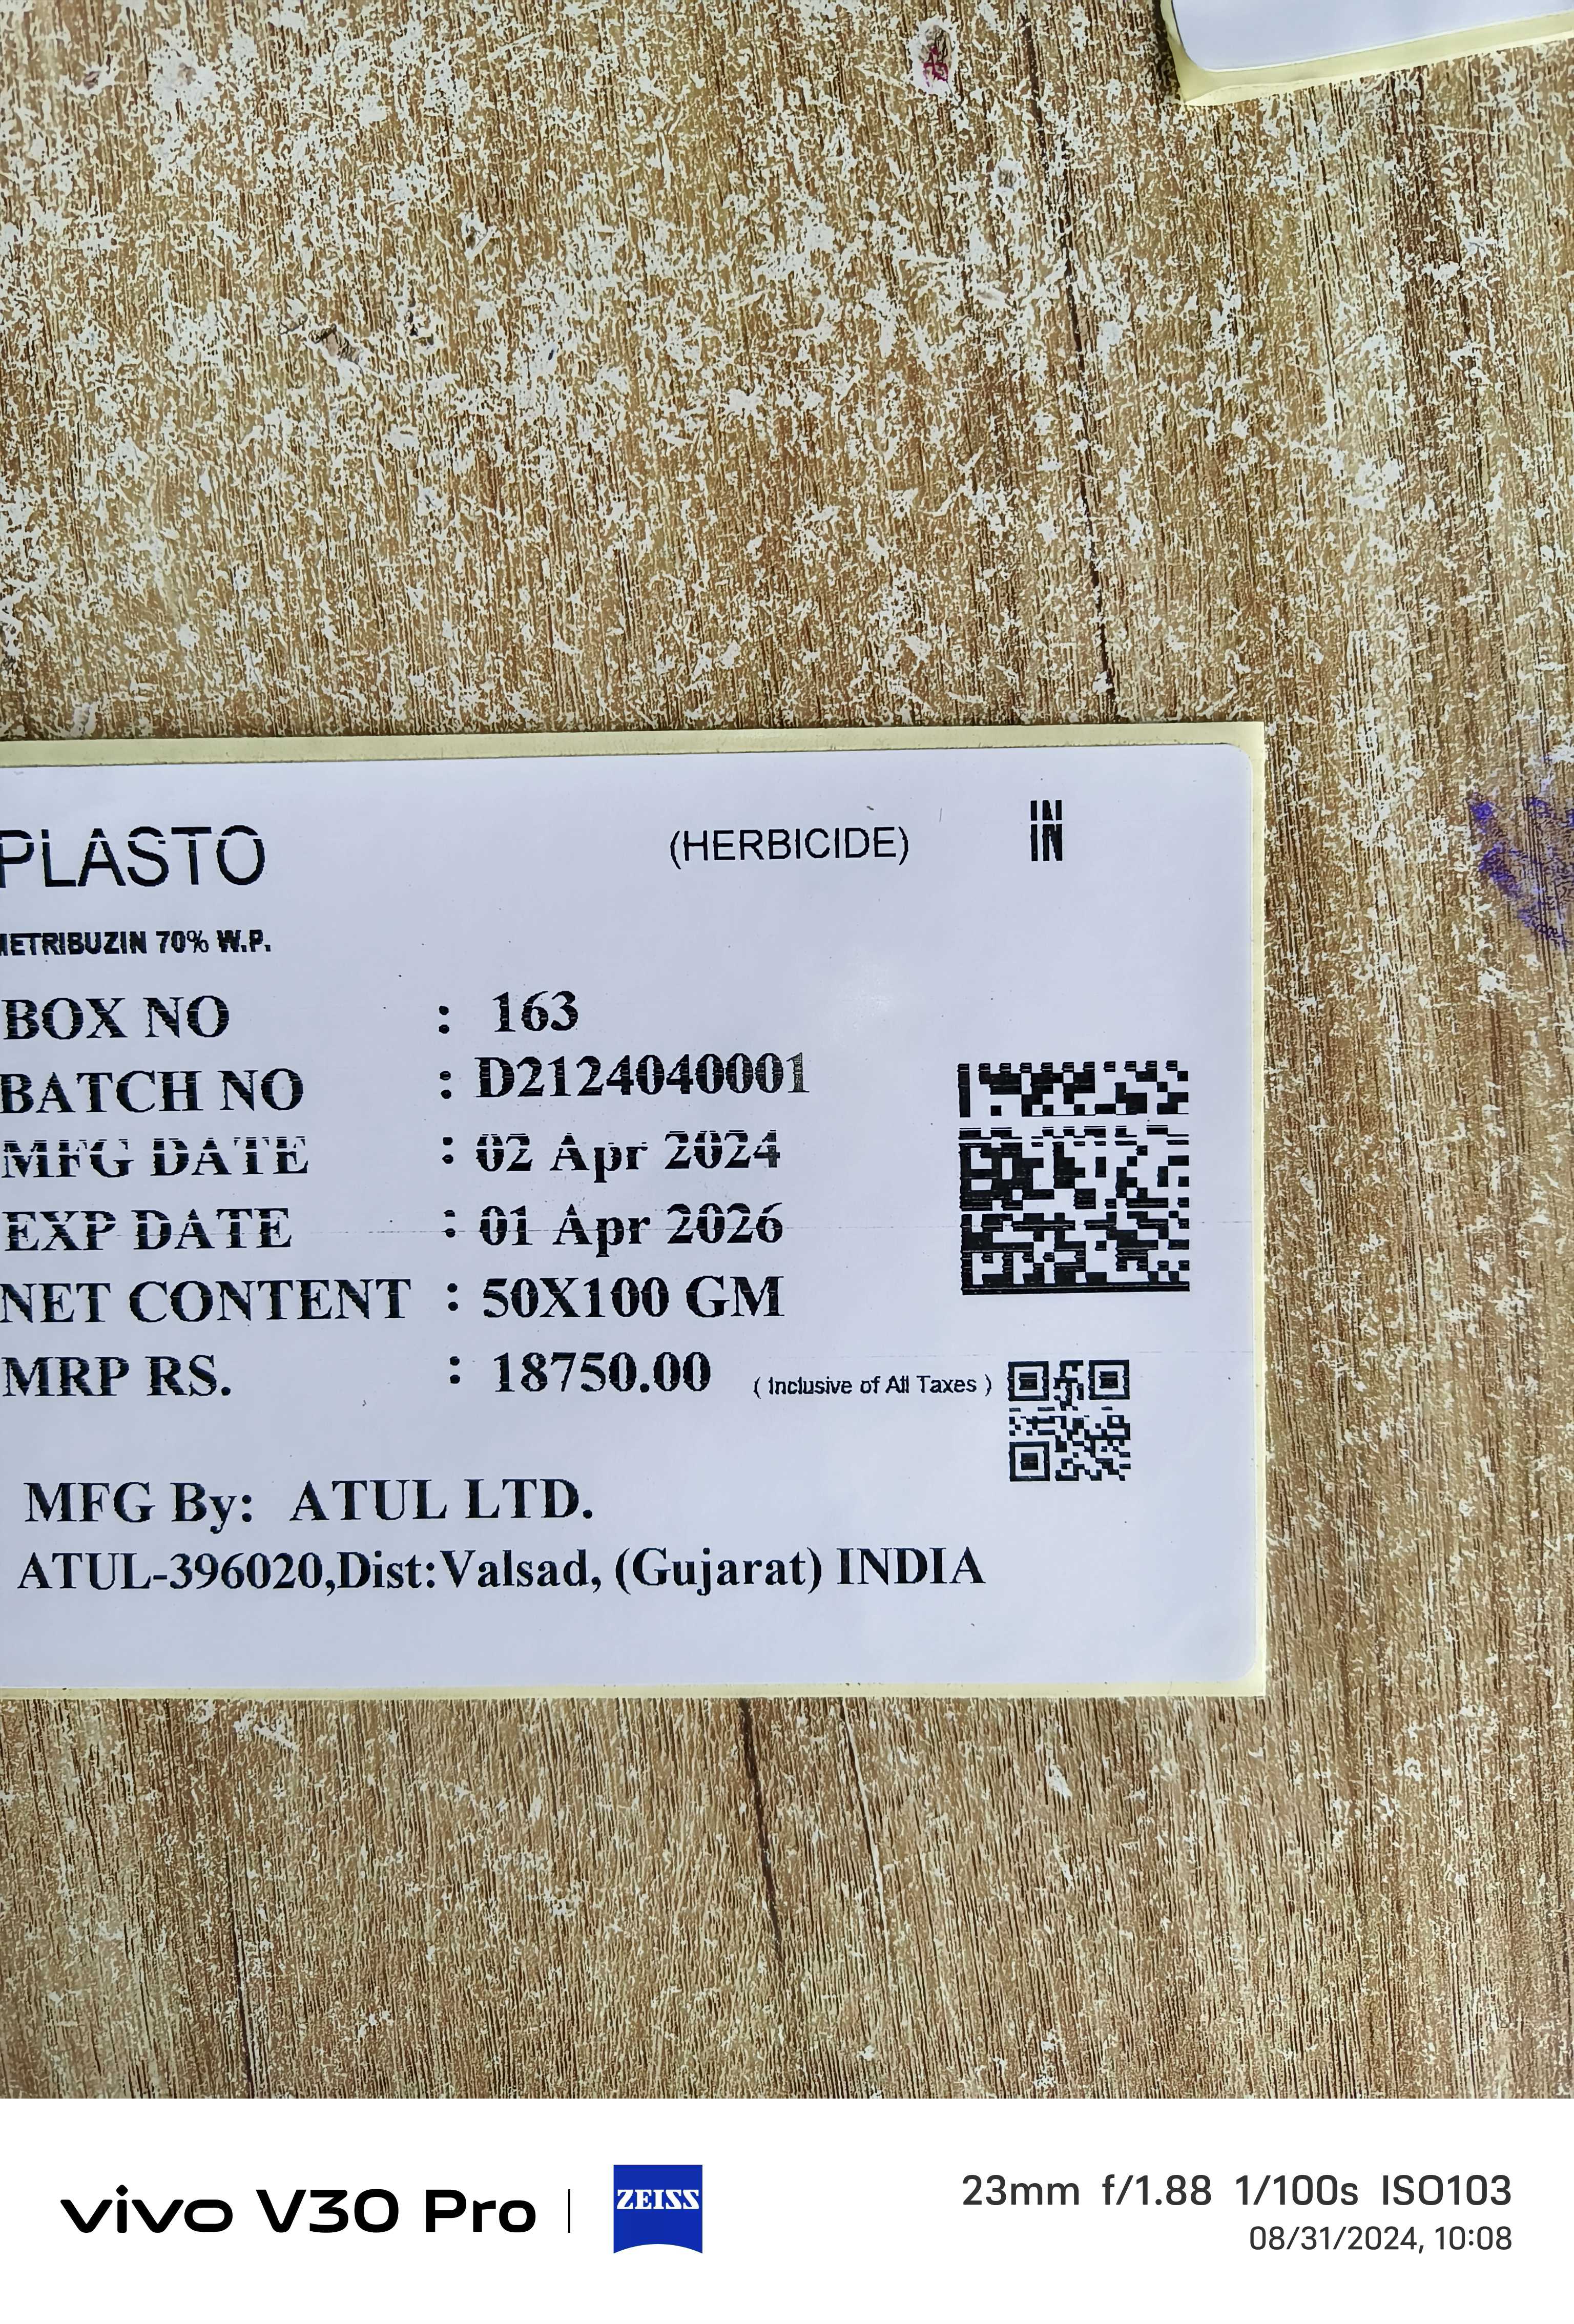 PLASTO (HERBICIDE) IN
IN
METRIBUZIN 70% W.P.
BOX NO : 163
BATCH NO : D2124040001
MFG DATE : 02 Apr 2024
EXP DATE : 01 Apr 2026
NET CONTENT : 50X100 GM
MRP RS. : 18750.00 ( Inclusive of All Taxes )
MFG By: ATUL LTD.
ATUL-396020,Dist:Valsad, (Gujarat) INDIA
vivo V30 Pro | ZEISS 23mm f/1.88 1/100s ISO103
08/31/2024, 10:08